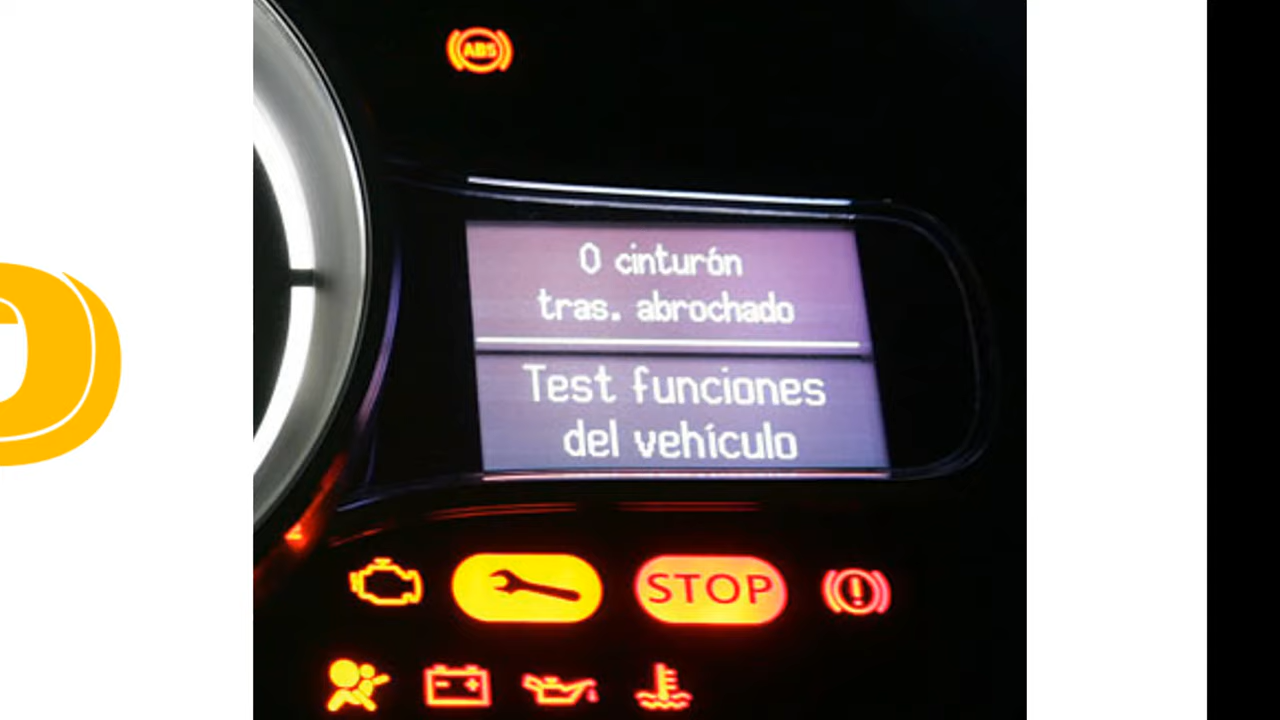 ABS
0 cinturón
tras. abrochado
Test funciones
del vehículo
STOP